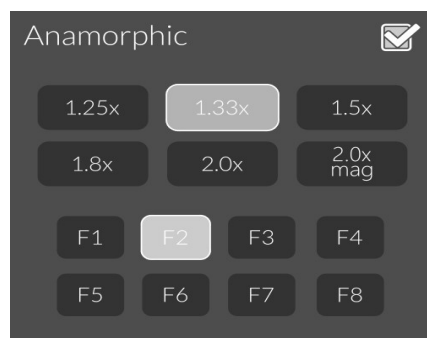 Anamorphic
1.25x 1.33x 1.5x
1.8x 2.0x 2.0x
mag
F1 F2 F3 F4
F5 F6 F7 F8